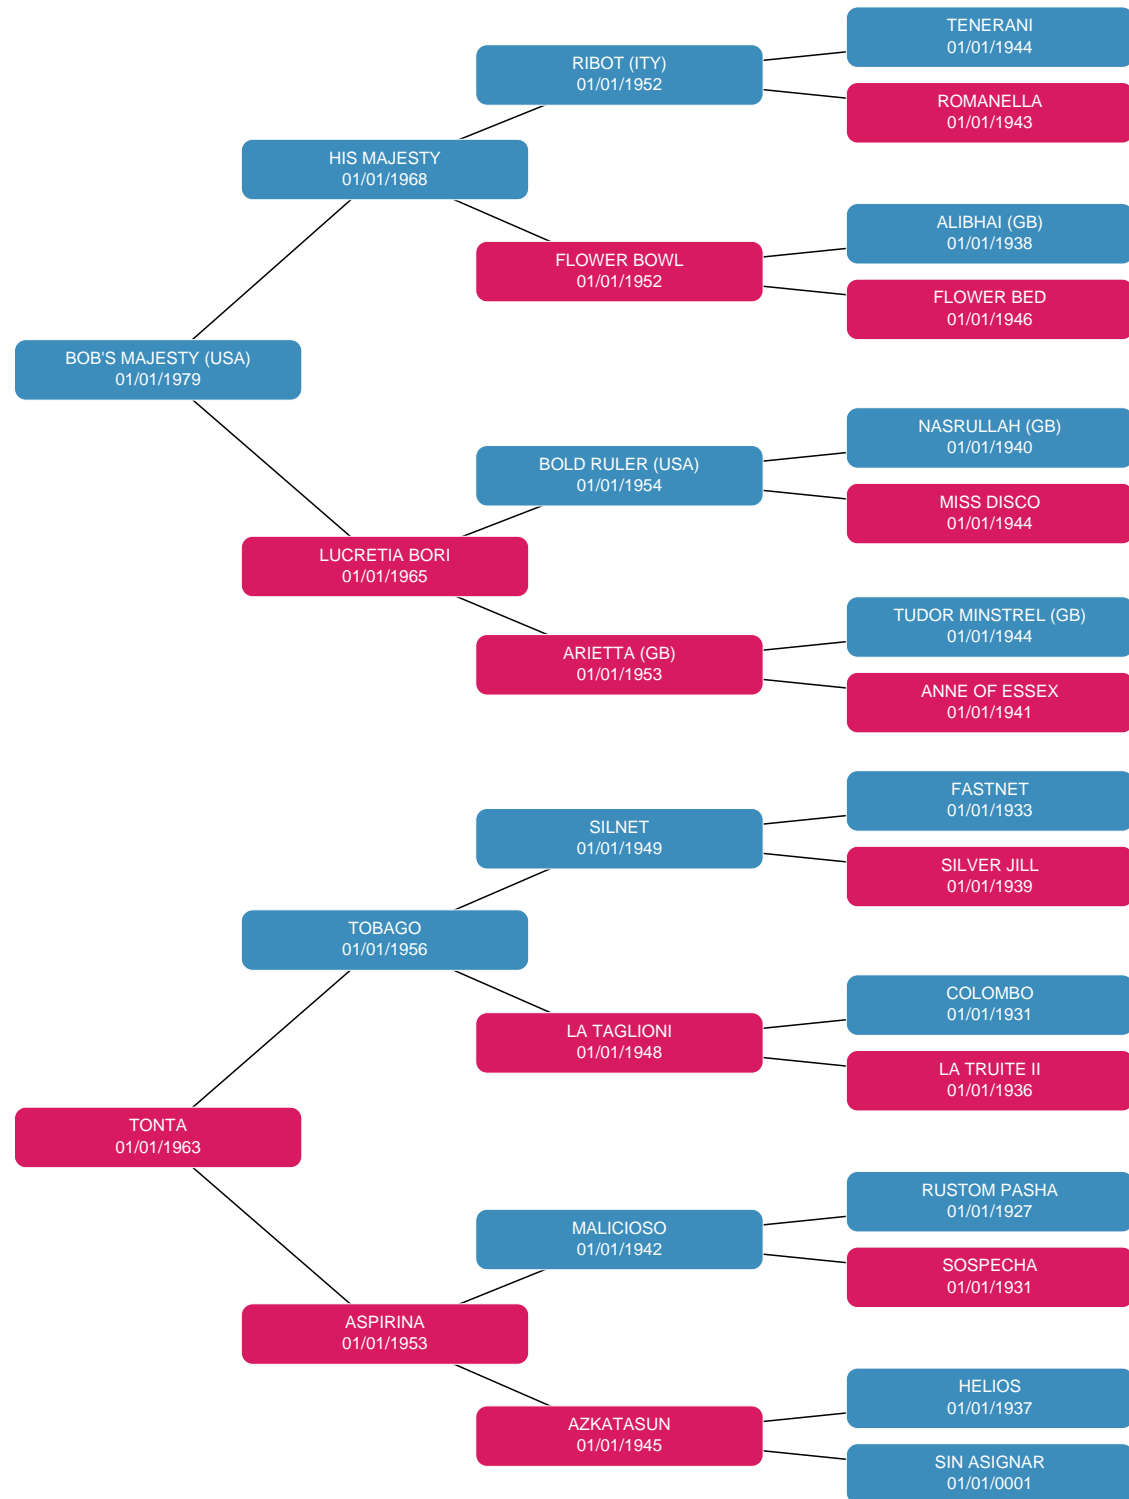 TENERANI
01/01/1944
RIBOT (ITY)
01/01/1952
ROMANELLA
01/01/1943
HIS MAJESTY
01/01/1968
ALIBHAI (GB)
01/01/1938
FLOWER BOWL
01/01/1952
FLOWER BED
01/01/1946
BOB'S MAJESTY (USA)
01/01/1979
NASRULLAH (GB)
01/01/1940
BOLD RULER (USA)
01/01/1954
MISS DISCO
01/01/1944
LUCRETIA BORI
01/01/1965
TUDOR MINSTREL (GB)
01/01/1944
ARIETTA (GB)
01/01/1953
ANNE OF ESSEX
01/01/1941
FASTNET
01/01/1933
SILNET
01/01/1949
SILVER JILL
01/01/1939
TOBAGO
01/01/1956
COLOMBO
01/01/1931
LA TAGLIONI
01/01/1948
LA TRUITE II
01/01/1936
TONTA
01/01/1963
RUSTOM PASHA
01/01/1927
MALICIOSO
01/01/1942
SOSPECHA
01/01/1931
ASPIRINA
01/01/1953
HELIOS
01/01/1937
AZKATASUN
01/01/1945
SIN ASIGNAR
01/01/0001